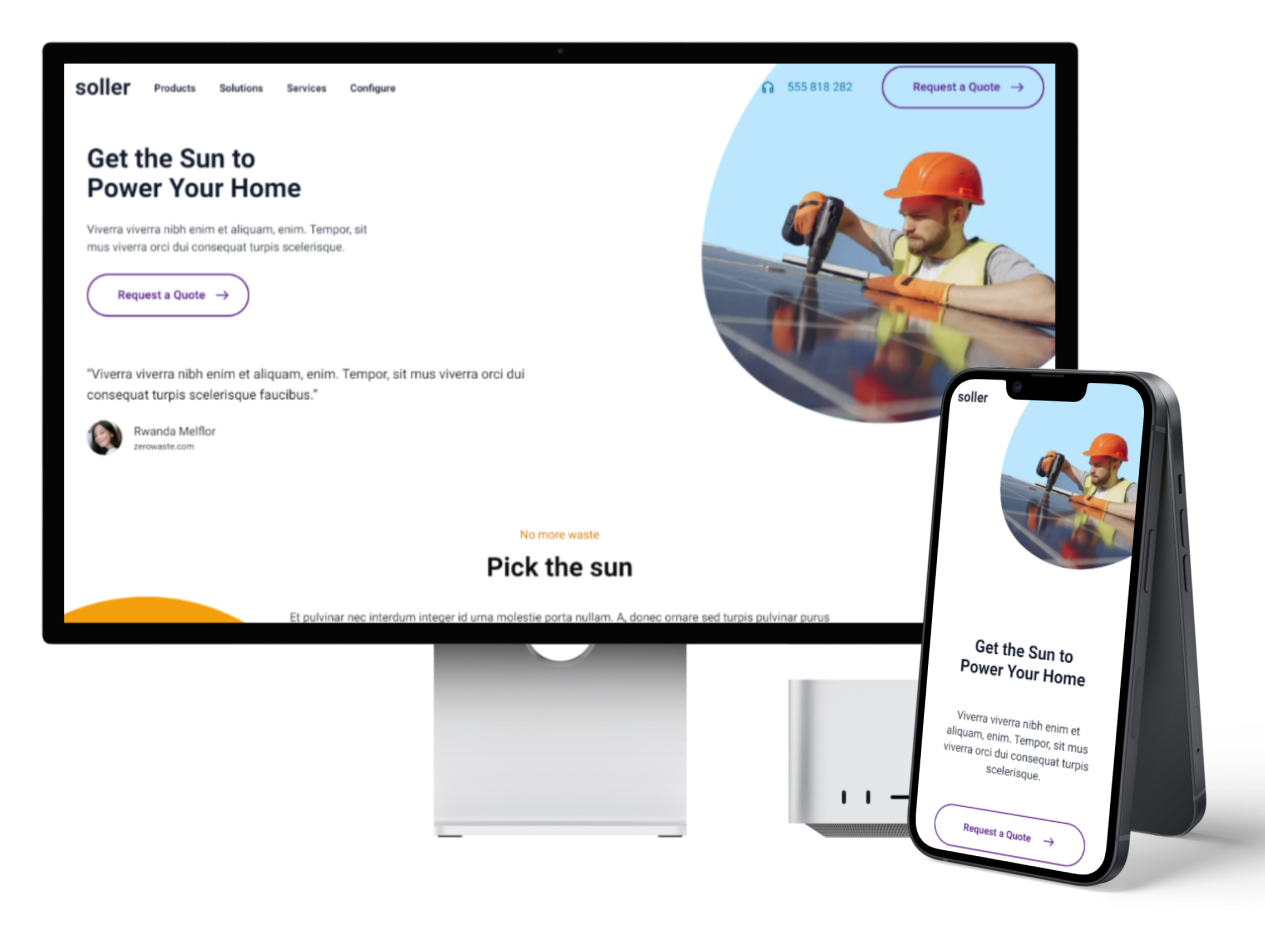 soller
Products
Solutions
Services
Configure
555 818 282
Request a Quote
Get the Sun to
Power Your Home
Viverra viverra nibh enim et aliquam, enim. Tempor, sit
mus viverra orci dui consequat turpis scelerisque.
Request a Quote
“Viverra viverra nibh enim et aliquam, enim. Tempor, sit mus viverra orci dui
consequat turpis scelerisque faucibus.”
Rwanda Melflor
zerowaste.com
No more waste
Pick the sun
Et pulvinar nec interdum integer id urna molestie porta nullam. A, donec ornare sed turpis pulvinar purus
soller
Get the Sun to
Power Your Home
Viverra viverra nibh enim et
aliquam, enim. Tempor, sit mus
viverra orci dui consequat turpis
scelerisque.
Request a Quote